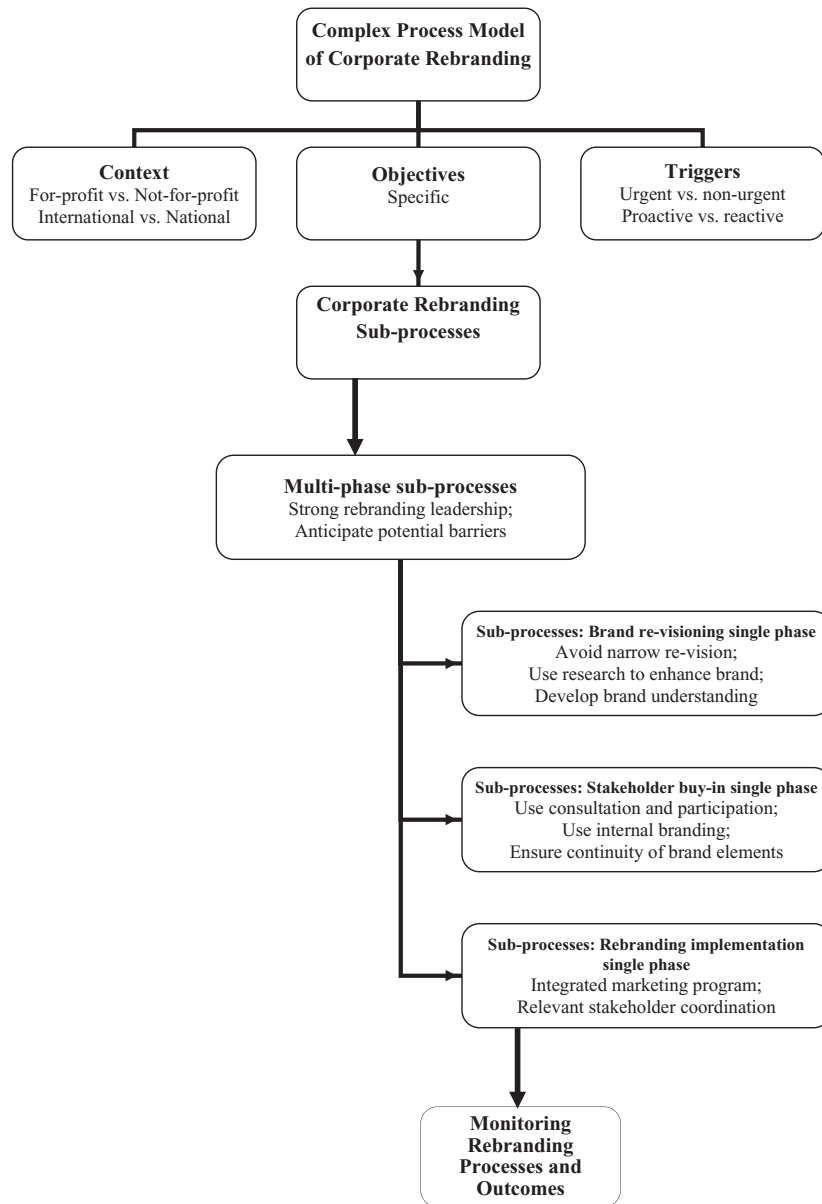 Complex Process Model
of Corporate Rebranding
Context
For-profit vs. Not-for-profit
International vs. National
Objectives
Specific
Triggers
Urgent vs. non-urgent
Proactive vs. reactive
Corporate Rebranding
Sub-processes
Multi-phase sub-processes
Strong rebranding leadership;
Anticipate potential barriers
Sub-processes: Brand re-visioning single phase
Avoid narrow re-vision;
Use research to enhance brand;
Develop brand understanding
Sub-processes: Stakeholder buy-in single phase
Use consultation and participation;
Use internal branding;
Ensure continuity of brand elements
Sub-processes: Rebranding implementation
single phase
Integrated marketing program;
Relevant stakeholder coordination
Monitoring
Rebranding
Processes and
Outcomes